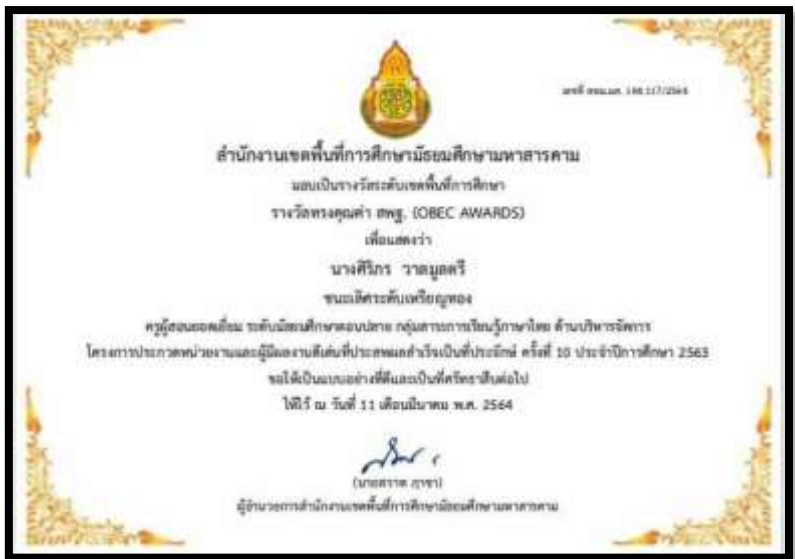 สำนักงานเขตพื้นที่การศึกษามัธยมศึกษามหาสารคาม
มอบเป็นรางวัลระดับเขตพื้นที่การศึกษา
รางวัลทรงคุณค่า สพฐ. (OBEC AWARDS)
เพื่อแสดงว่า
นางศิริภร วาลมูลตรี
ชนะเลิศระดับเหรียญทอง
ครูผู้สอนยอดเยี่ยม ระดับมัธยมศึกษาตอนปลาย กลุ่มสาระการเรียนรู้ภาษาไทย ด้านบริหารจัดการ
โครงการประกวดหน่วยงานและผู้มีผลงานดีเด่นที่ประสพผลสำเร็จเป็นที่ประจักษ์ ครั้งที่ 10 ประจำปีการศึกษา 2563
ขอให้เป็นแบบอย่างที่ดีและเป็นที่ศรัทธาสืบต่อไป
ให้ไว้ ณ วันที่ 11 เดือนมีนาคม พ.ศ. 2564
ผู้อำนวยการสำนักงานเขตพื้นที่การศึกษามัธยมศึกษามหาสารคาม